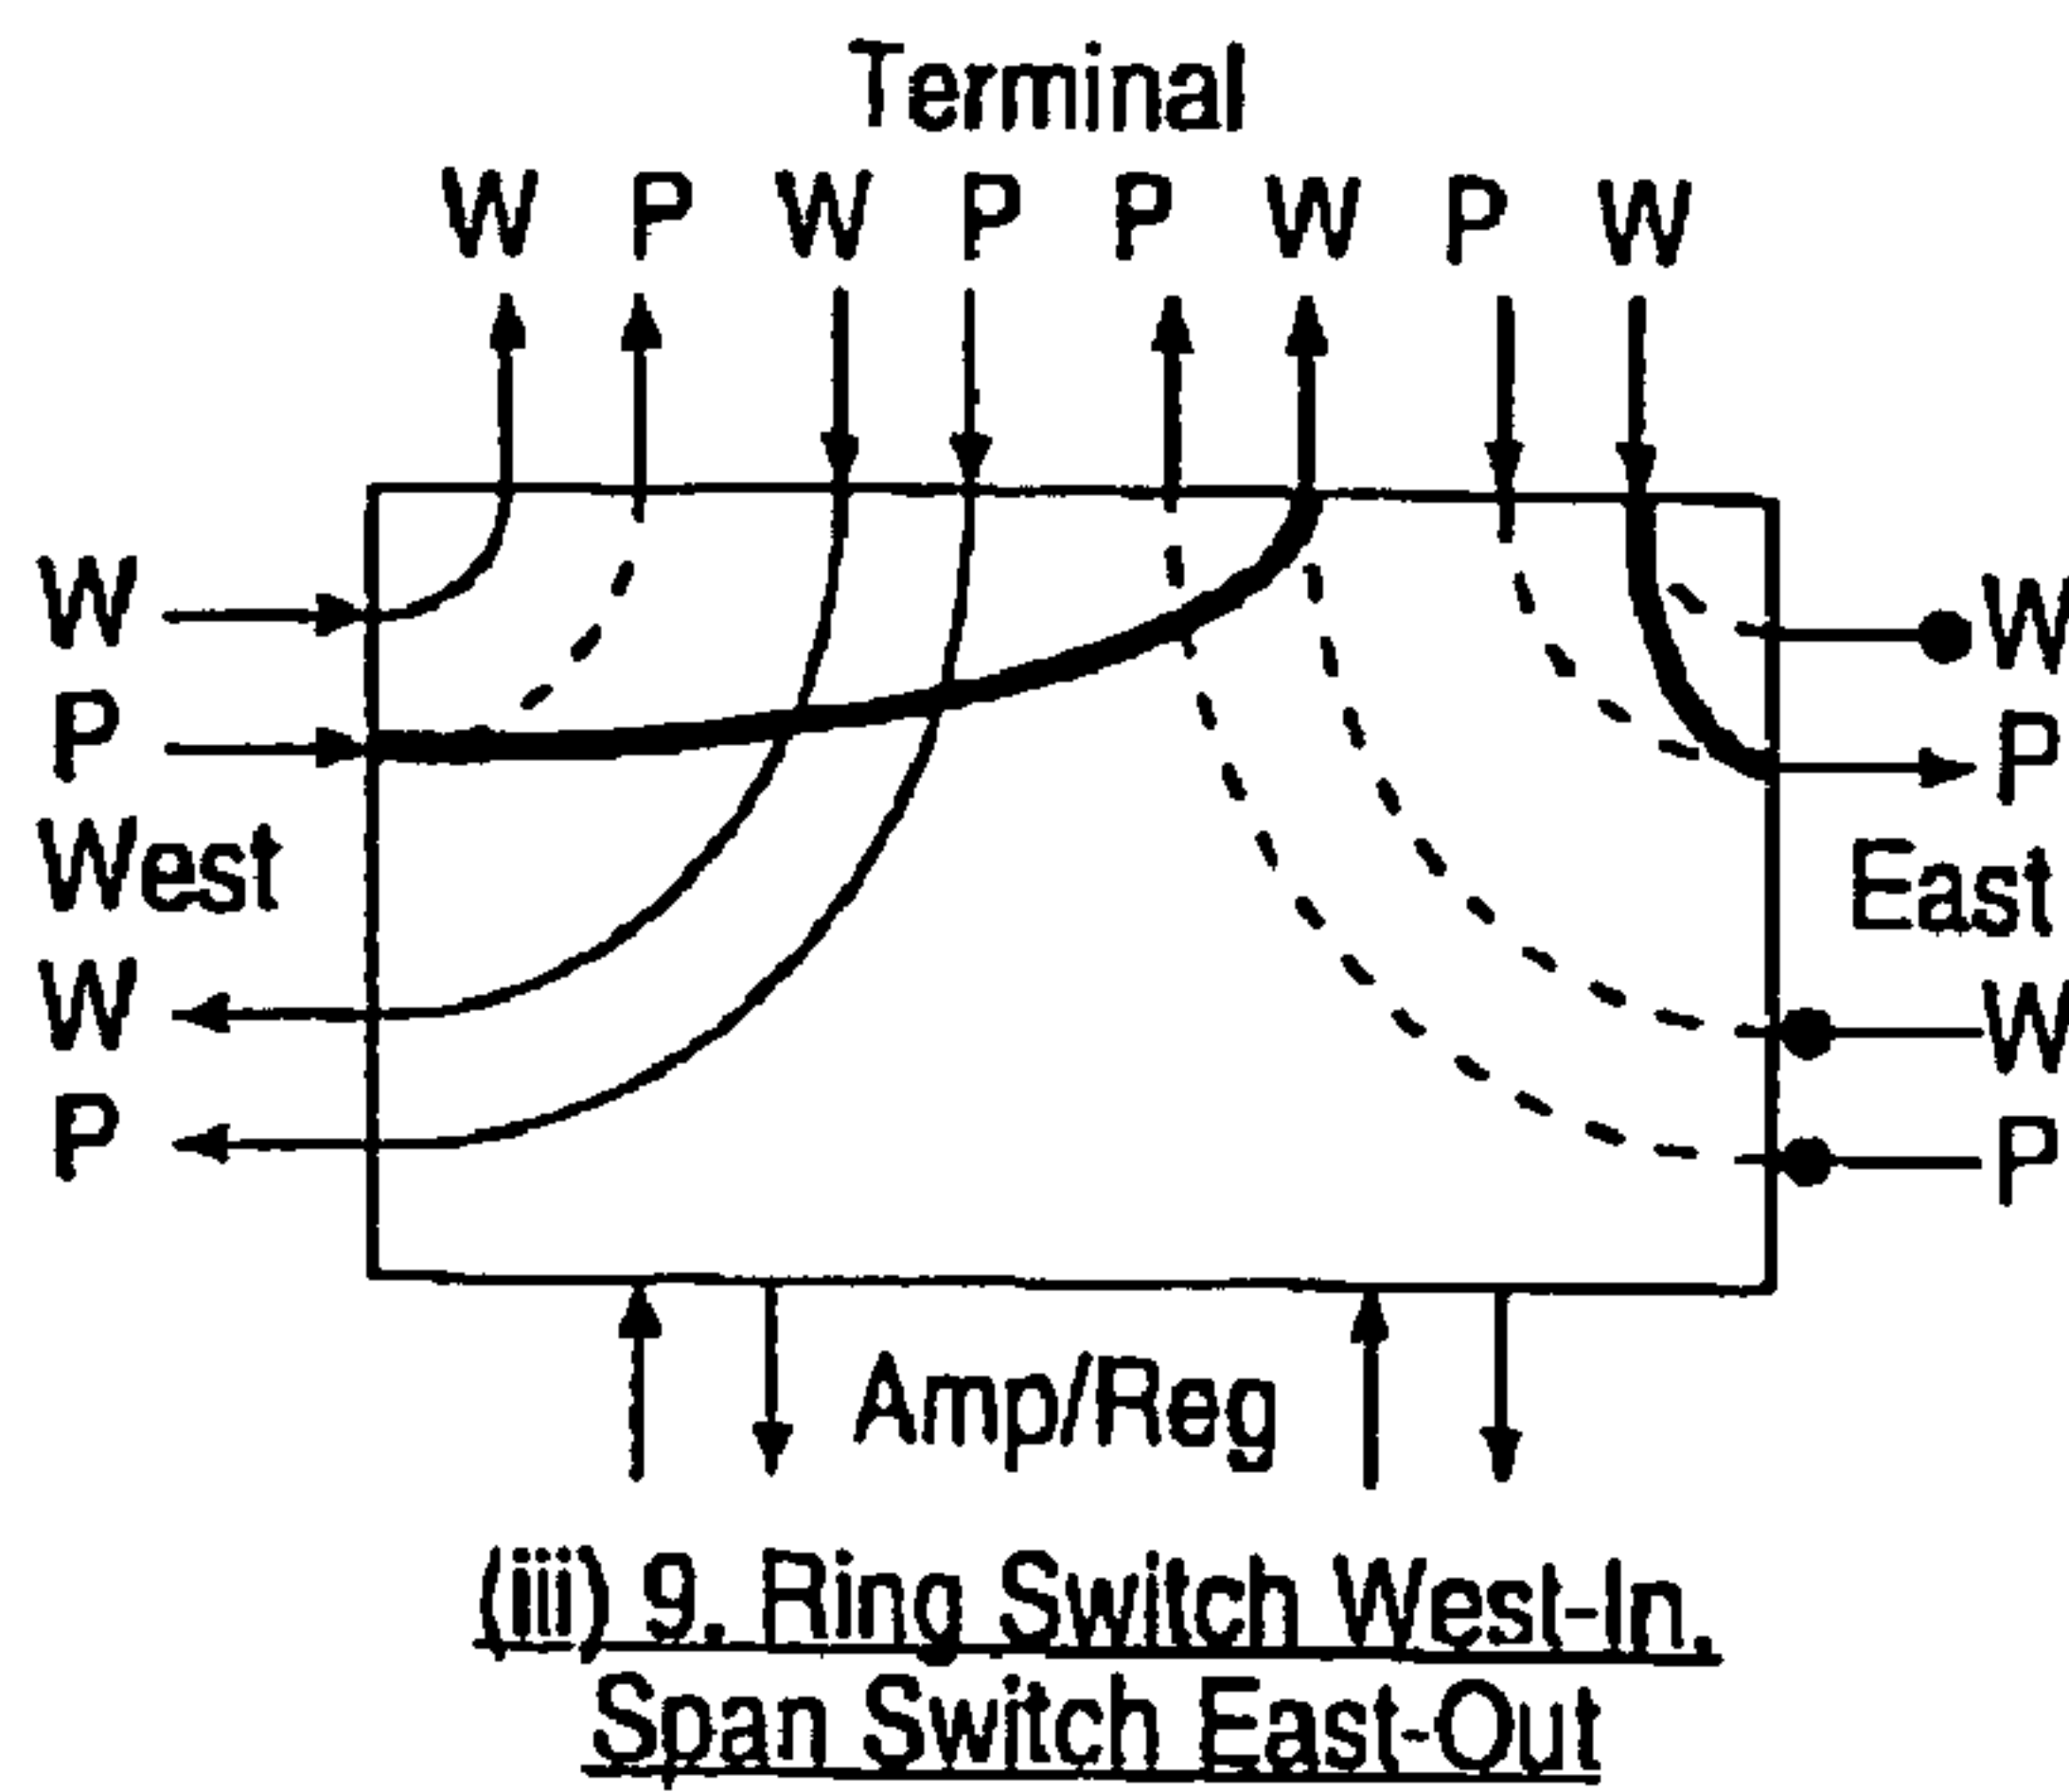 Terminal
W P W P P W P W
W W
P P
West East
W W
P P
Amp/Reg
(iii) 9. Ring Switch West-In,
Span Switch East-Out